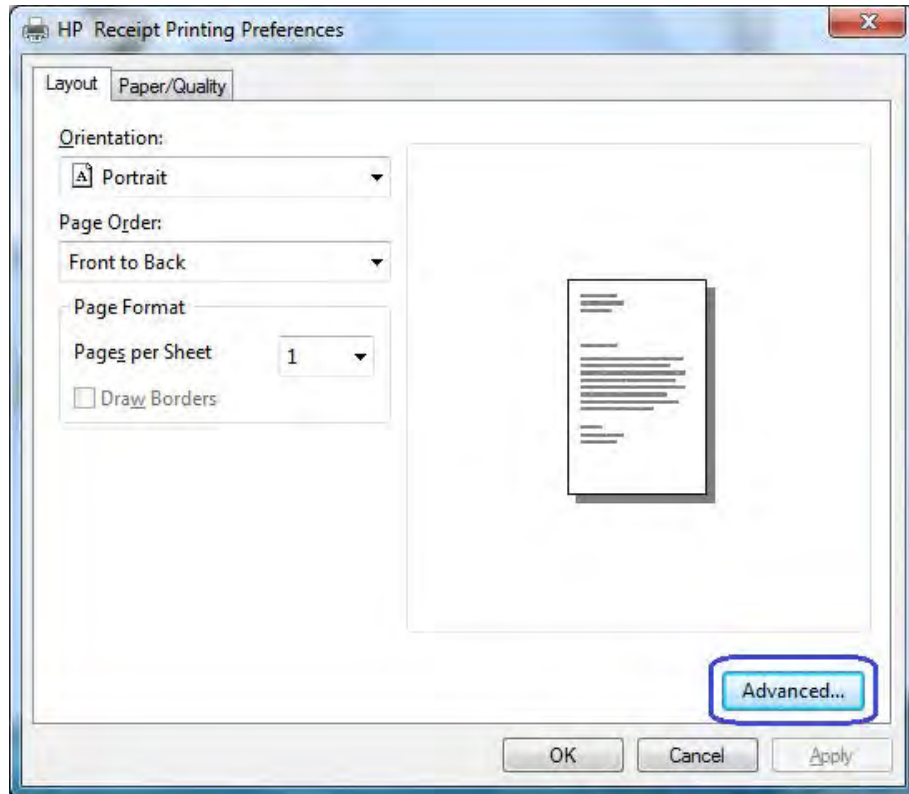 HP Receipt Printing Preferences
Layout Paper/Quality
Orientation:
Portrait
Page Order:
Front to Back
Page Format
Pages per Sheet 1
Draw Borders
Advanced...
OK Cancel Apply